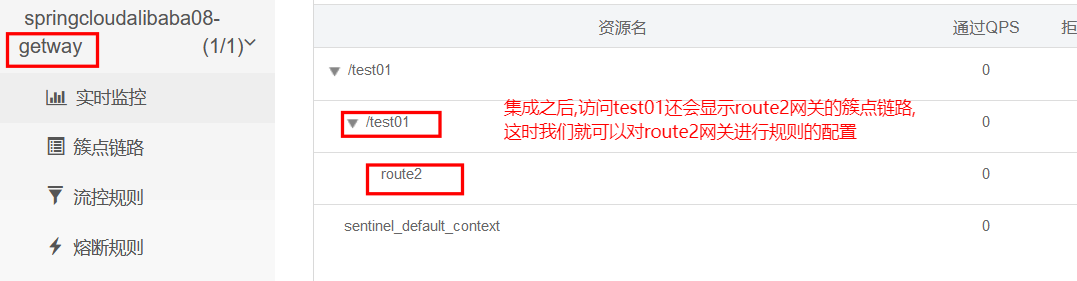 springcloudalibaba08-
getway (1/1)
实时监控
簇点链路
流控规则
熔断规则
资源名 通过QPS 拒
/test01 0
/test01 0
集成之后,访问test01还会显示route2网关的簇点链路,
这时我们就可以对route2网关进行规则的配置
route2 0
sentinel_default_context 0